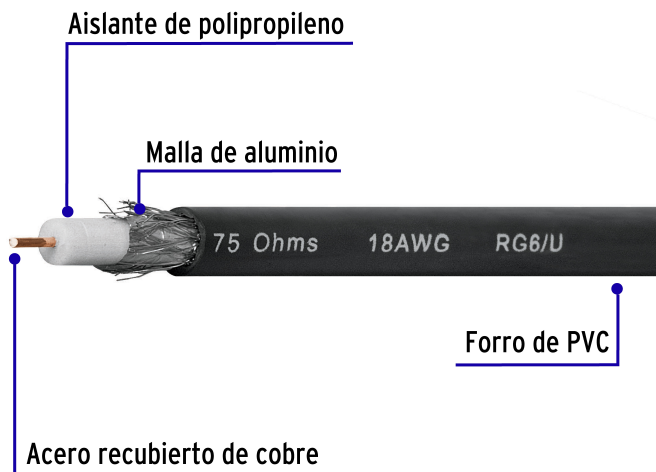 Aislante de polipropileno
Malla de aluminio
75 Ohms 18AWG RG6/U
Forro de PVC
Acero recubierto de cobre